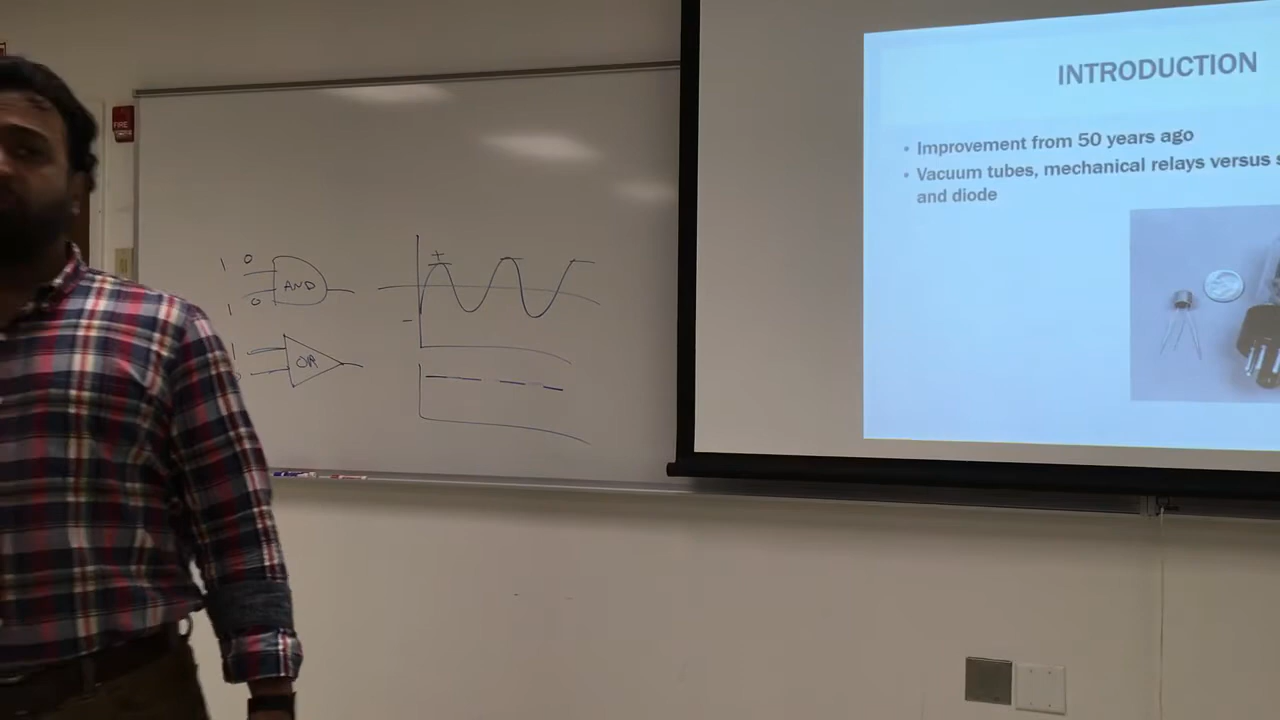 FIRE
1 0
AND
1 0
1
OR
+
-
INTRODUCTION
• Improvement from 50 years ago
• Vacuum tubes, mechanical relays versus
and diode